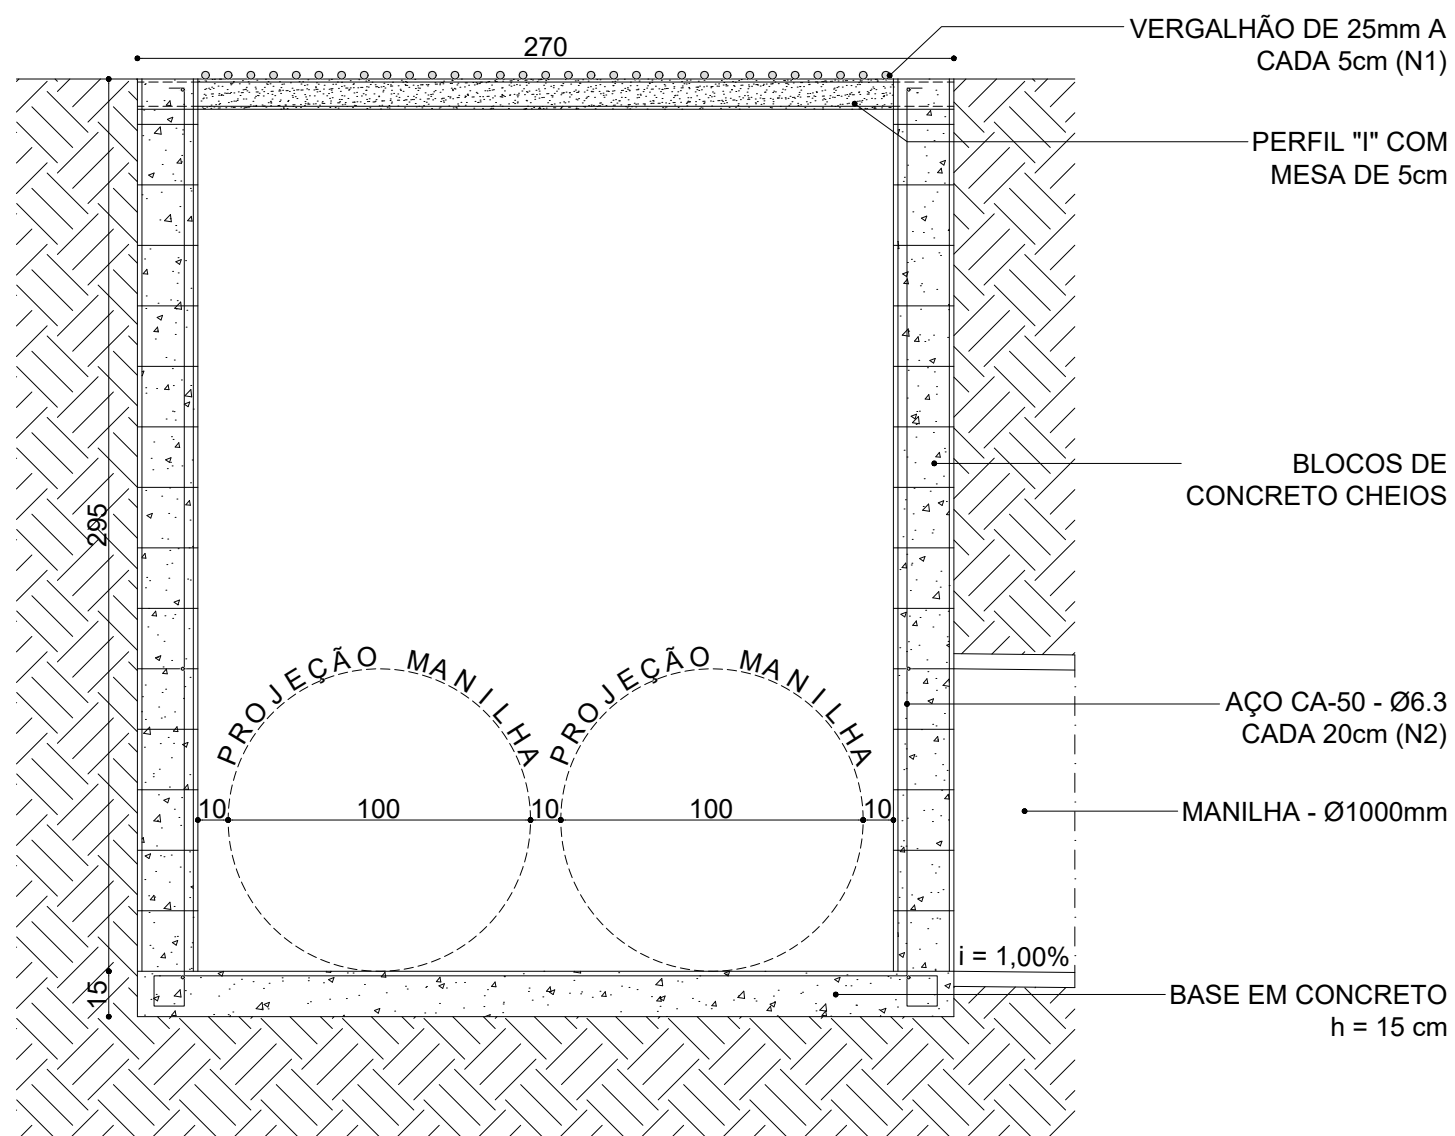 VERGALHÃO DE 25mm A
CADA 5cm (N1)
270
PERFIL "I" COM
MESA DE 5cm
BLOCOS DE
CONCRETO CHEIOS
295
PROJEÇÃO MANILHA
PROJEÇÃO MANILHA
AÇO CA-50 - Ø6.3
CADA 20cm (N2)
10 100 10 100 10
MANILHA - Ø1000mm
i = 1,00%
15
BASE EM CONCRETO
h = 15 cm